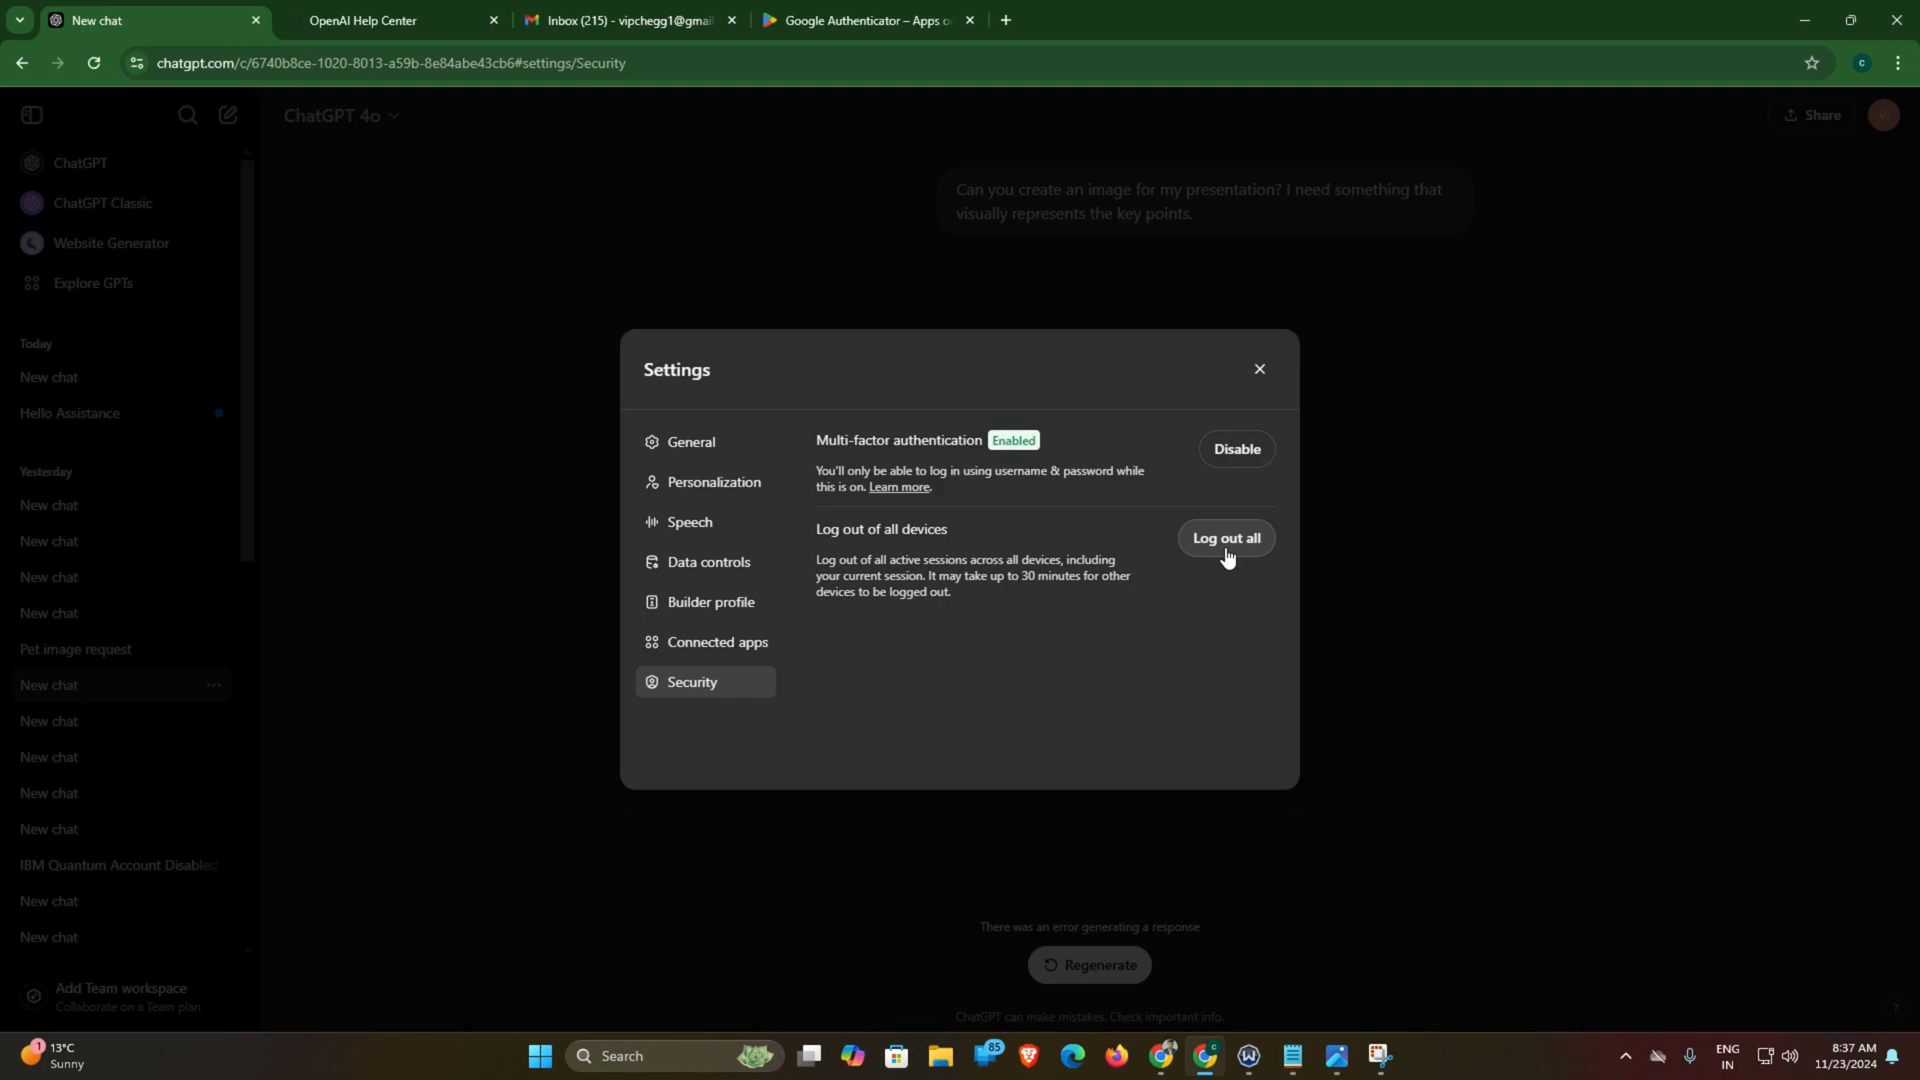 New chat
OpenAI Help Center
Inbox (215) - vipchegg1@gmai
Google Authenticator – Apps o
chatgpt.com/c/6740b8ce-1020-8013-a59b-8e84abe43cb6#settings/Security
C
ChatGPT 4o
Share
VI
ChatGPT
ChatGPT Classic
Website Generator
Explore GPTs
Today
New chat
Hello Assistance
Yesterday
New chat
New chat
New chat
New chat
Pet image request
New chat
New chat
New chat
New chat
New chat
IBM Quantum Account Disabled
New chat
New chat
Add Team workspace
Collaborate on a Team plan
Can you create an image for my presentation? I need something that
visually represents the key points.
Settings
General
Personalization
Speech
Data controls
Builder profile
Connected apps
Security
Multi-factor authentication Enabled
Disable
You'll only be able to log in using username & password while
this is on. Learn more.
Log out of all devices
Log out all
Log out of all active sessions across all devices, including
your current session. It may take up to 30 minutes for other
devices to be logged out.
There was an error generating a response
Regenerate
ChatGPT can make mistakes. Check important info.
?
1
13°C
Sunny
Search
85
C
ENG
IN
8:37 AM
11/23/2024